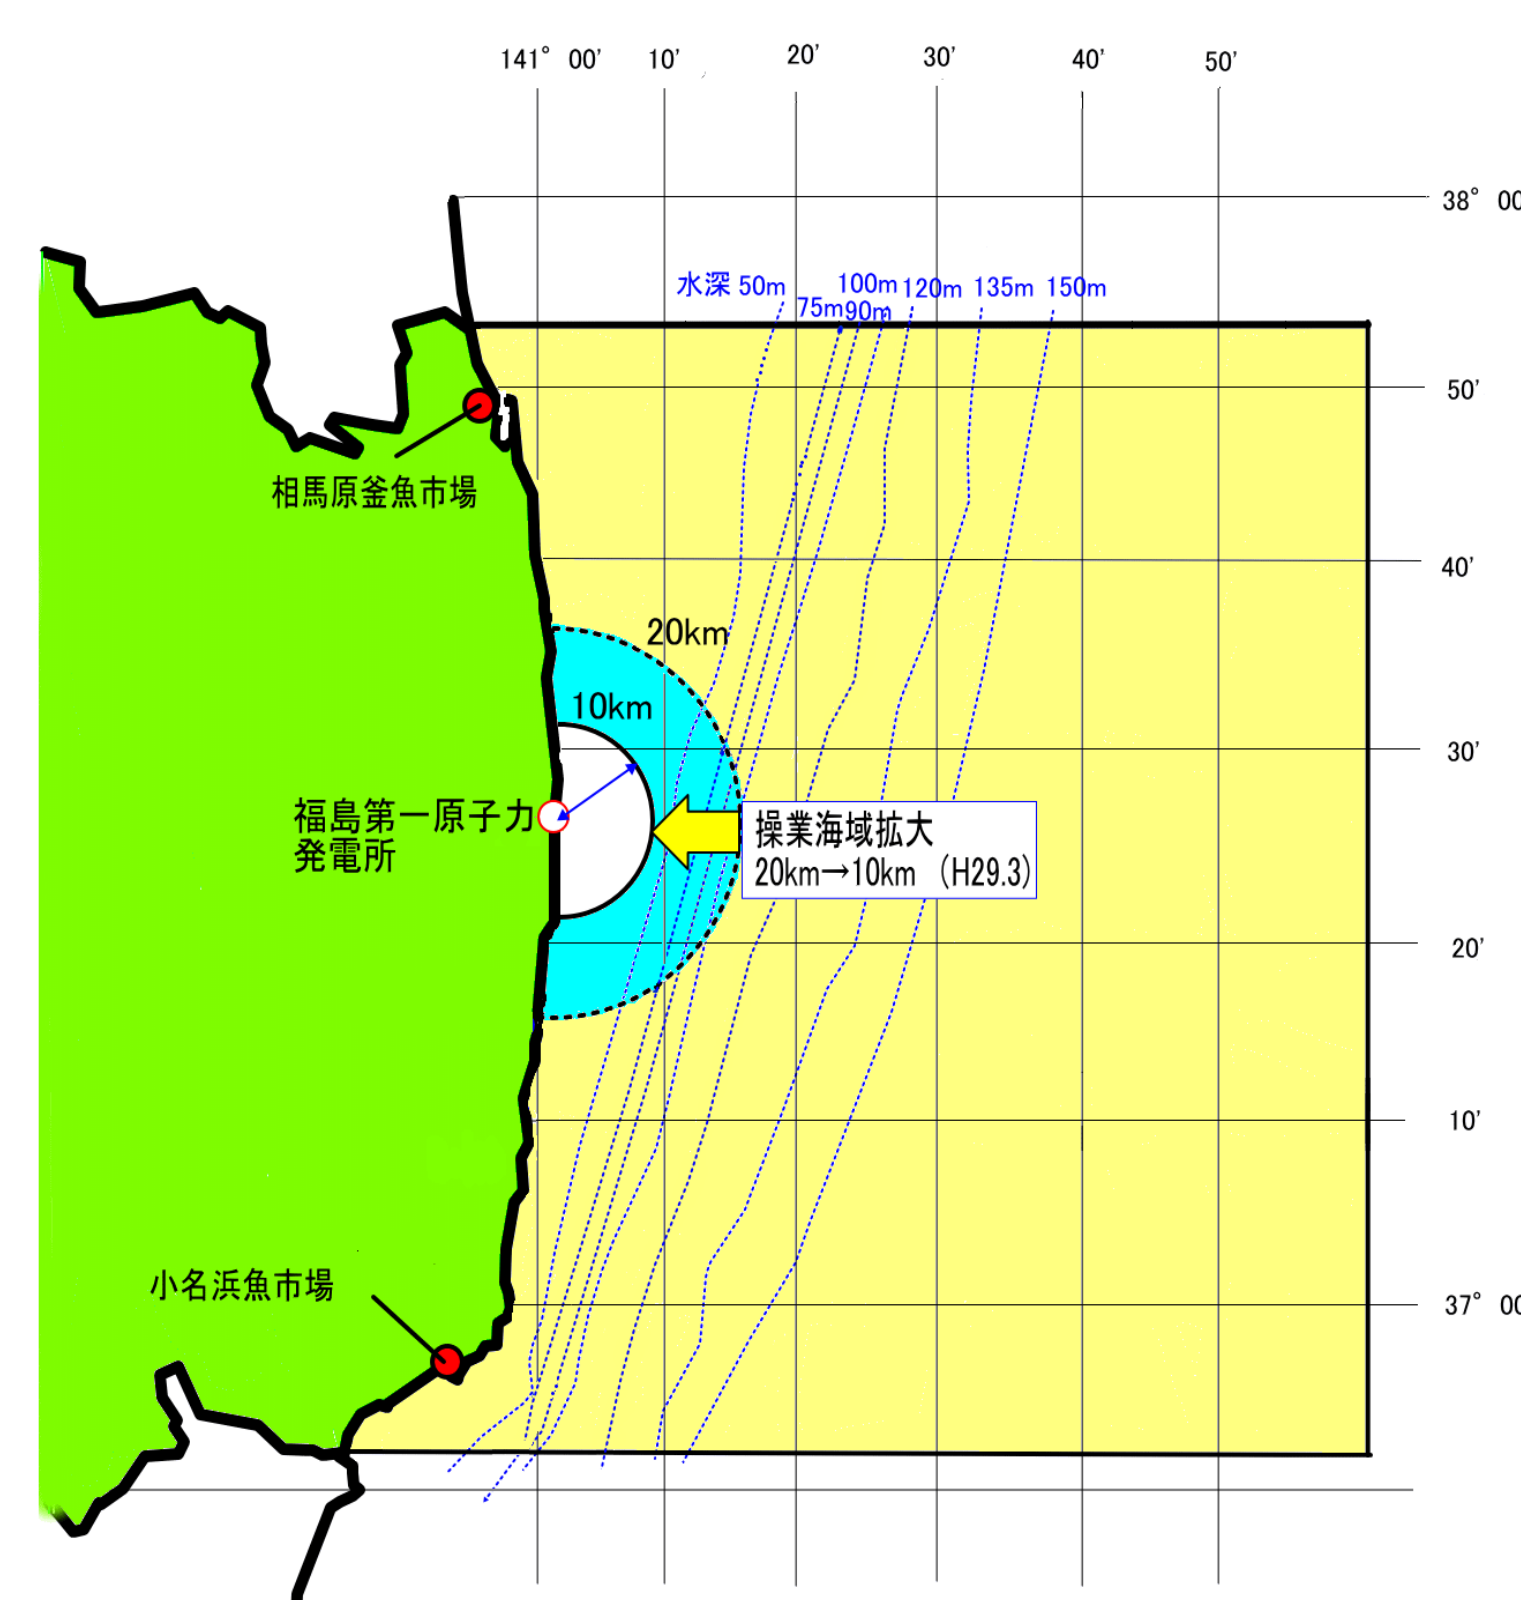 141° 00' 10' 20' 30' 40' 50'
38° 00
水深 50m 75m 90m 100m 120m 135m 150m
50'
相馬原釜魚市場
40'
20km
10km
30'
福島第一原子力
発電所
操業海域拡大
20km→10km (H29.3)
20'
10'
小名浜魚市場
37° 00